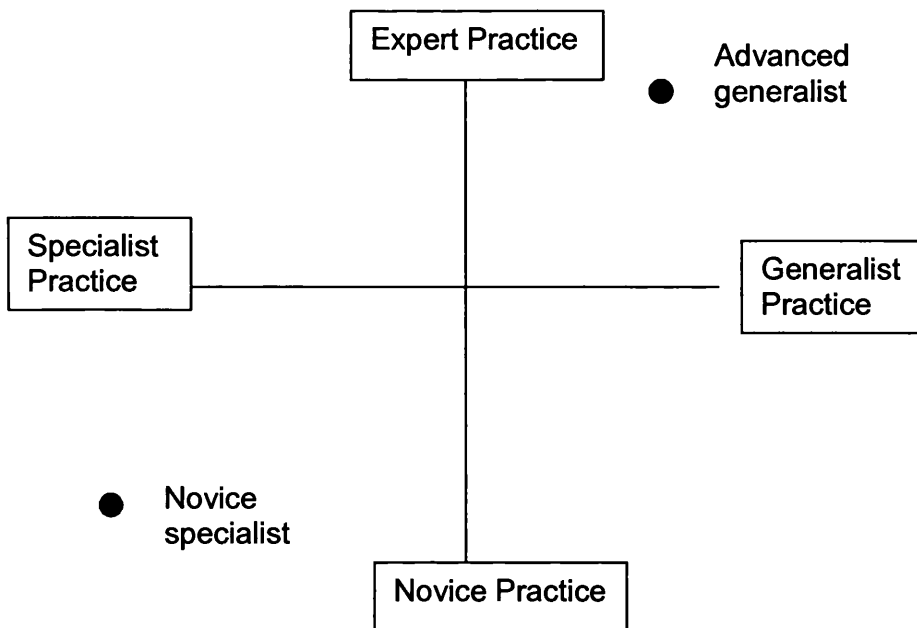 Expert Practice
Advanced
generalist
Specialist
Practice
Generalist
Practice
Novice
specialist
Novice Practice